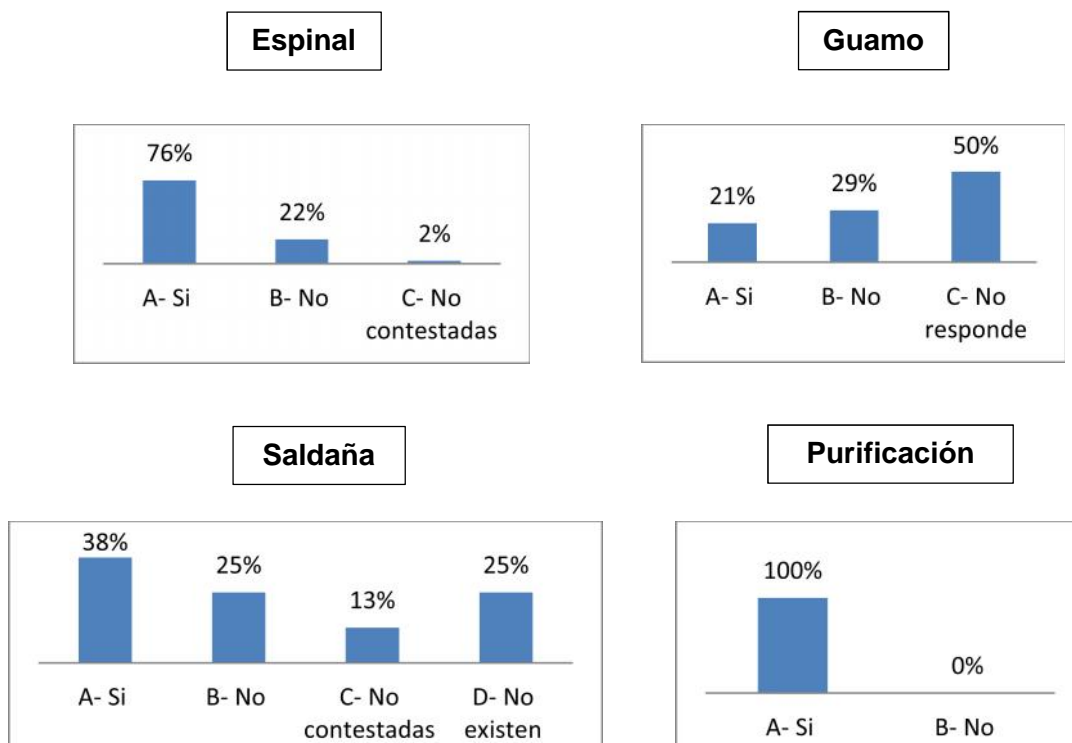 Espinal
76%
22%
2%
A- Si
B- No
C- No
contestadas
Guamo
50%
21%
29%
A- Si
B- No
C- No
responde
Saldaña
38%
25%
13%
25%
A- Si
B- No
C- No
contestadas
D- No
existen
Purificación
100%
0%
A- Si
B- No